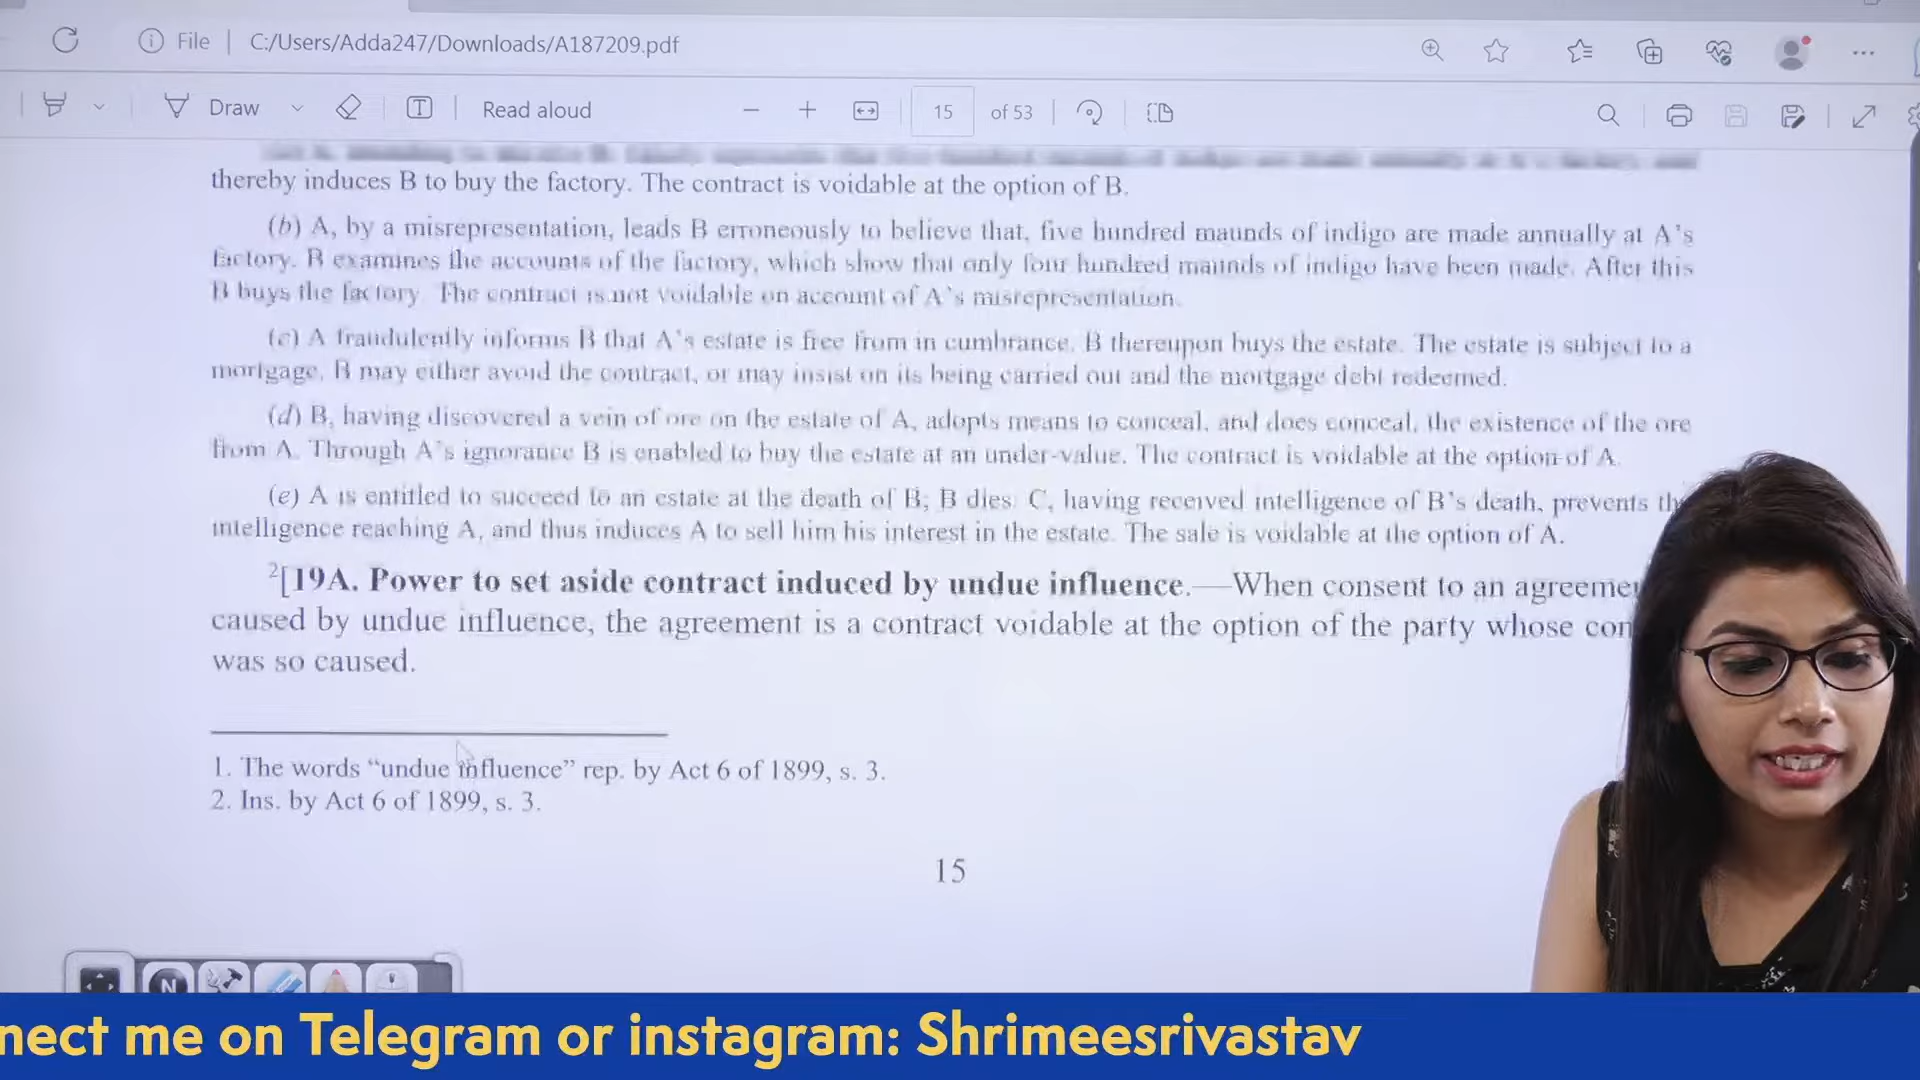 File | C:/Users/Adda247/Downloads/A187209.pdf
Draw Read aloud 15 of 53
thereby induces B to buy the factory. The contract is voidable at the option of B.
(b) A, by a misrepresentation, leads B erroneously to believe that, five hundred maunds of indigo are made annually at A's
factory. B examines the accounts of the factory, which show that only four hundred maunds of indigo have been made. After this
B buys the factory. The contract is not voidable on account of A's misrepresentation.
(c) A fraudulently informs B that A's estate is free from in cumbrance. B thereupon buys the estate. The estate is subject to a
mortgage. B may either avoid the contract, or may insist on its being carried out and the mortgage debt redeemed.
(d) B, having discovered a vein of ore on the estate of A, adopts means to conceal, and does conceal, the existence of the ore
from A. Through A's ignorance B is enabled to buy the estate at an under-value. The contract is voidable at the option of A.
(e) A is entitled to succeed to an estate at the death of B; B dies: C, having received intelligence of B's death, prevents
intelligence reaching A, and thus induces A to sell him his interest in the estate. The sale is voidable at the option of A.
2[19A. Power to set aside contract induced by undue influence.—When consent to an
caused by undue influence, the agreement is a contract voidable at the option of the party whose
was so caused.
1. The words “undue influence” rep. by Act 6 of 1899, s. 3.
2. Ins. by Act 6 of 1899, s. 3.
15
N
nect me on Telegram or instagram: Shrimeesrivastav